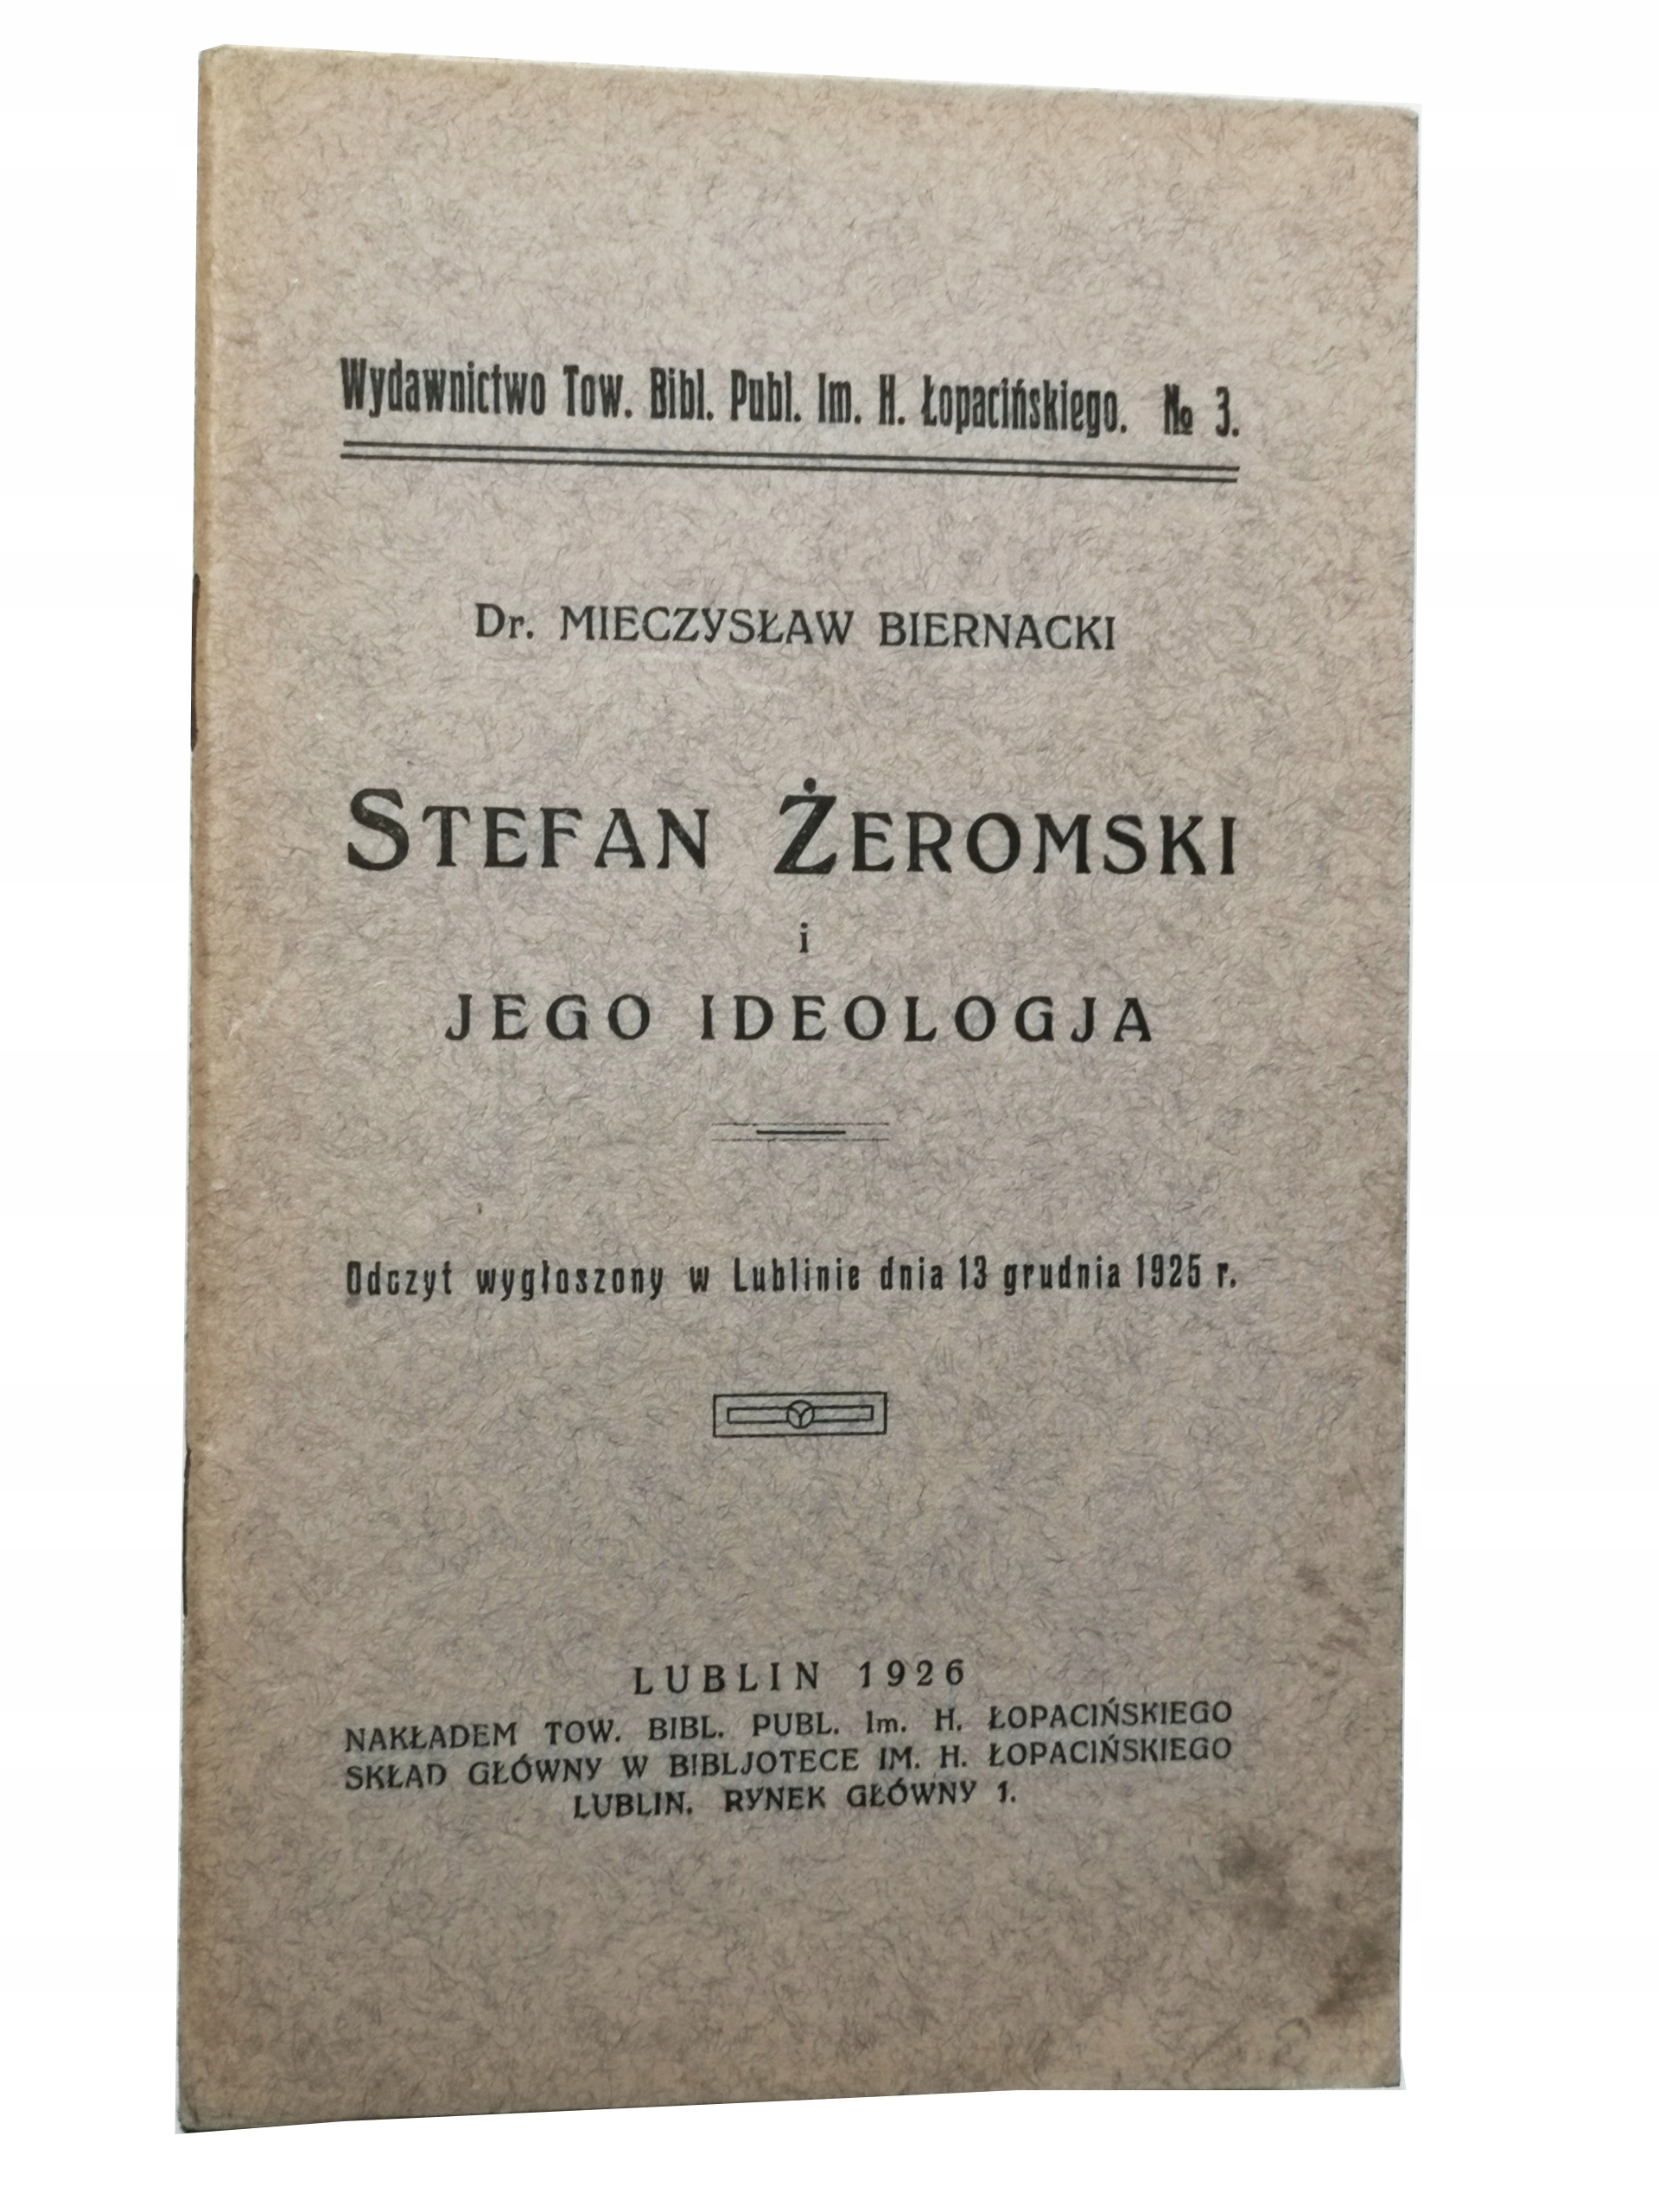 Wydawnictwo Tow. Bibl. Publ. Im. H. Łopacińskiego. № 3.
Dr. MIECZYSŁAW BIERNACKI
STEFAN ŻEROMSKI
i
JEGO IDEOLOGJA
Odczyt wygłoszony w Lublinie dnia 13 grudnia 1925 r.
LUBLIN 1926
NAKŁADEM TOW. BIBL. PUBL. Im. H. ŁOPACIŃSKIEGO
SKŁAD GŁÓWNY W BIBLJOTECE IM. H. ŁOPACIŃSKIEGO
LUBLIN. RYNEK GŁÓWNY 1.